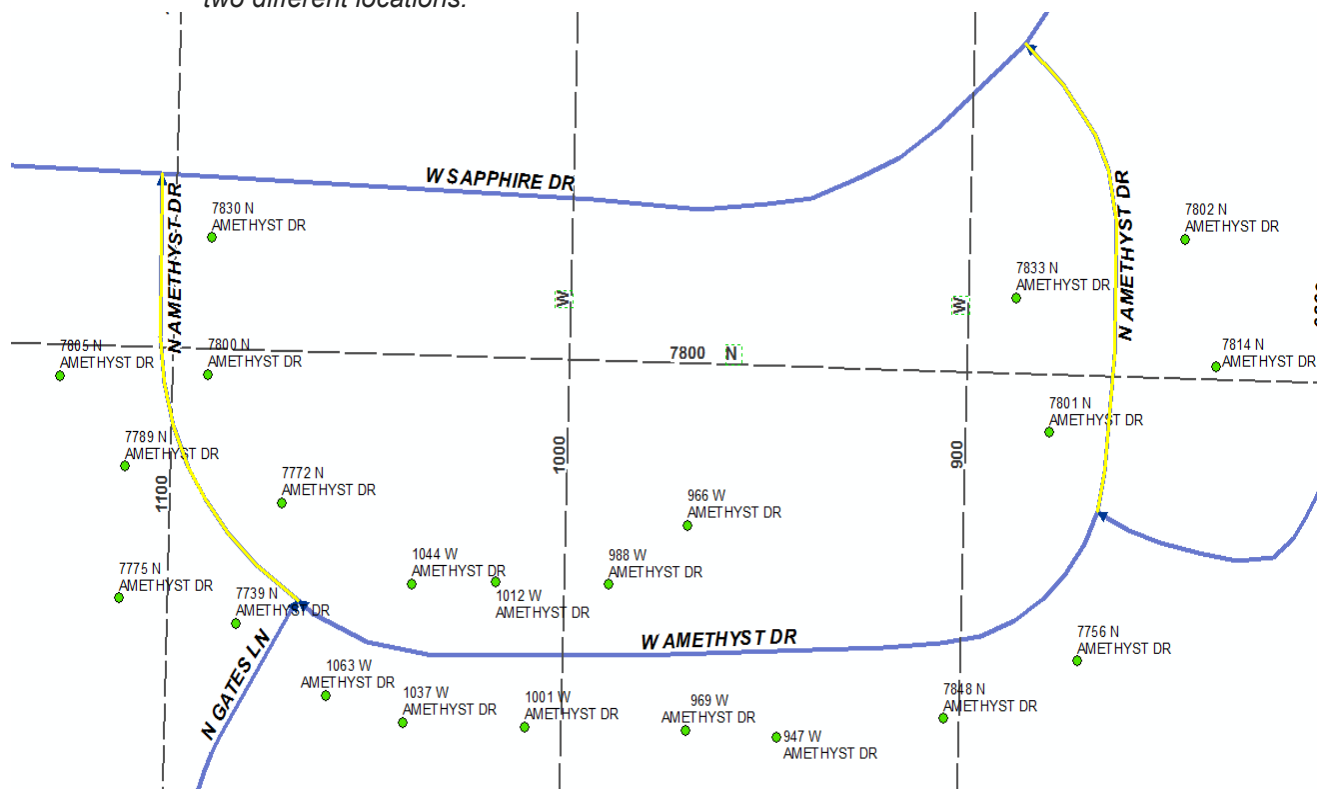 two different locations.
W SAPPHIRE DR
N AMETHYST DR
N AMETHYST DR
7830 N
AMETHYST DR
7802 N
AMETHYST DR
7833 N
AMETHYST DR
W
W
7805 N
AMETHYST DR
7800 N
AMETHYST DR
7800 N
7814 N
AMETHYST DR
7801 N
AMETHYST DR
7789 N
AMETHYST DR
1100
1000
900
7772 N
AMETHYST DR
966 W
AMETHYST DR
7775 N
AMETHYST DR
1044 W
AMETHYST DR
1012 W
AMETHYST DR
988 W
AMETHYST DR
7739 N
AMETHYST DR
W AMETHYST DR
N GATES LN
7756 N
AMETHYST DR
1063 W
AMETHYST DR
1037 W
AMETHYST DR
1001 W
AMETHYST DR
969 W
AMETHYST DR
947 W
AMETHYST DR
7848 N
AMETHYST DR